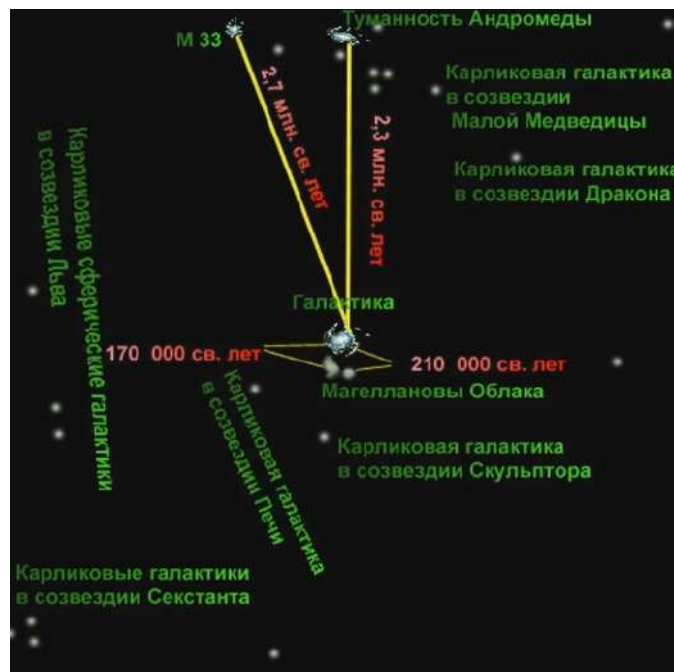 Туманность Андромеды
М 33
2,7 млн. св. лет
2,3 млн. св. лет
Карликовая галактика
в созвездии
Малой Медведицы
Карликовая галактика
в созвездии Дракона
Карликовые сферические галактики
в созвездии Льва
Галактика
170 000 св. лет
210 000 св. лет
Магеллановы Облака
Карликовая галактика
в созвездии Печи
Карликовая галактика
в созвездии Скульптора
Карликовые галактики
в созвездии Секстанта